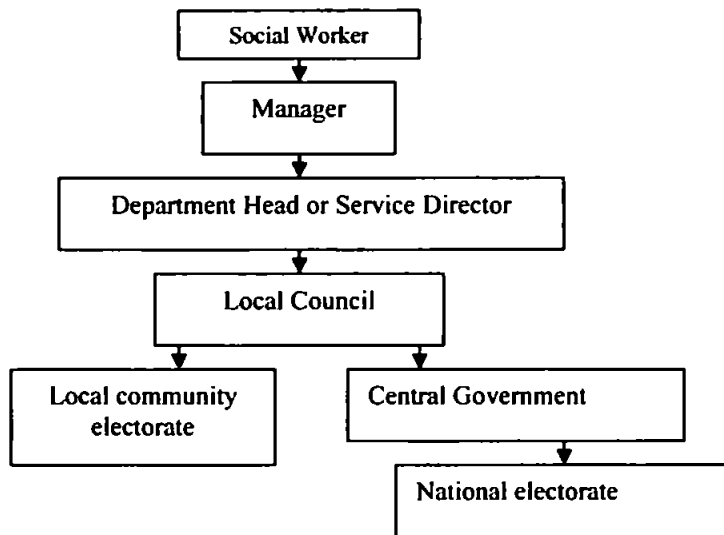 Social Worker
Manager
Department Head or Service Director
Local Council
Local community
electorate
Central Government
National electorate